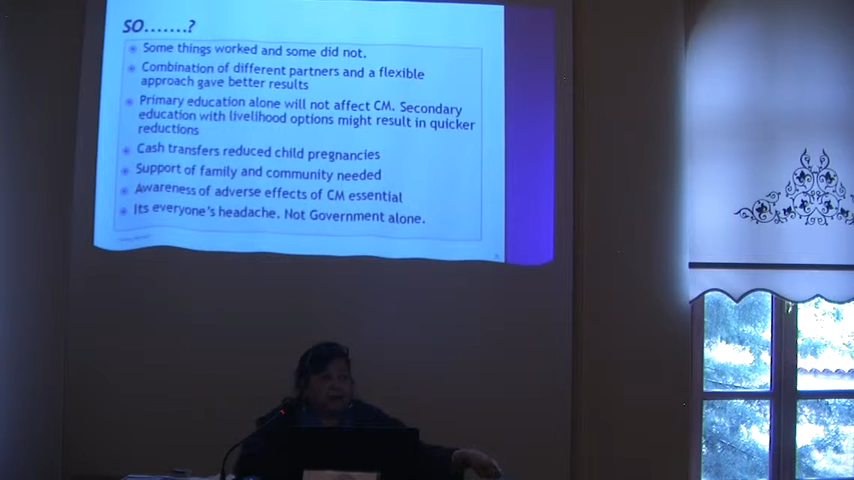 SO.......?
Some things worked and some did not.
Combination of different partners and a flexible
approach gave better results
Primary education alone will not affect CM. Secondary
education with livelihood options might result in quicker
reductions
Cash transfers reduced child pregnancies
Support of family and community needed
Awareness of adverse effects of CM essential
Its everyone's headache. Not Government alone.